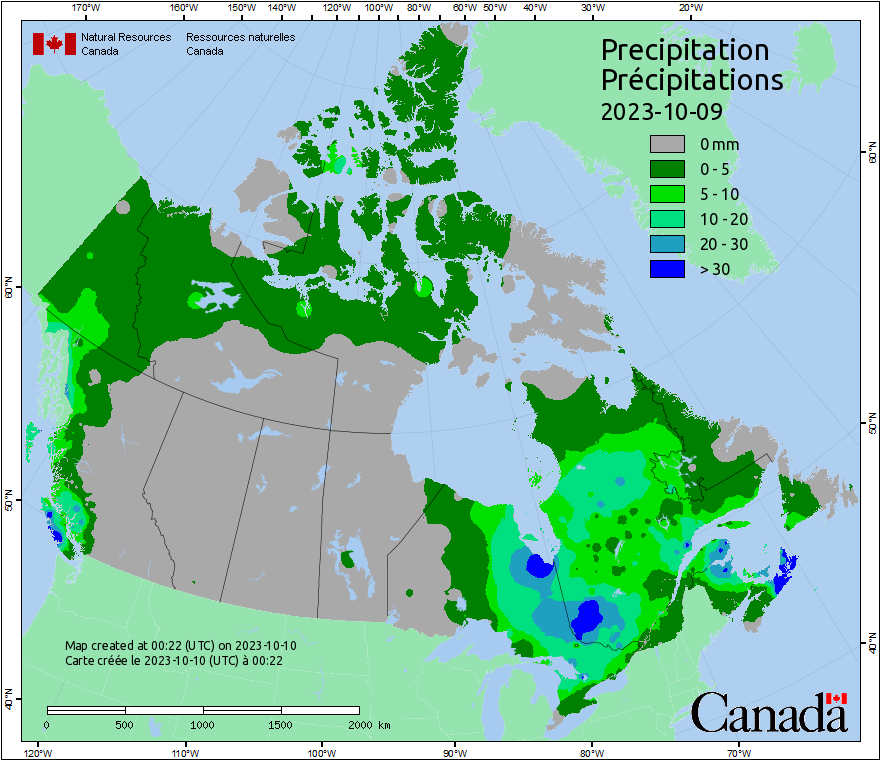 170°W 160°W 150°W 140°W 130°W 120°W 110°W 100°W 90°W 80°W 60°W 50°W 40°W 30°W 20°W
Natural Resources Canada
Ressources naturelles Canada
Precipitation
Précipitations
2023-10-09
0 mm
0 - 5
5 - 10
10 - 20
20 - 30
> 30
60°N
50°N
40°N
60°N
50°N
40°N
Map created at 00:22 (UTC) on 2023-10-10
Carte créée le 2023-10-10 (UTC) à 00:22
0 500 1000 1500 2000 km
Canada
120°W 110°W 100°W 90°W 80°W 70°W